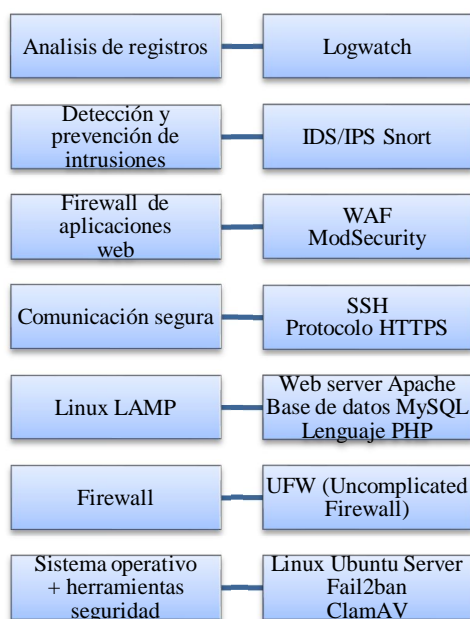 Analisis de registros
Logwatch
Detección y
prevención de
intrusiones
IDS/IPS Snort
Firewall de
aplicaciones
web
WAF
ModSecurity
Comunicación segura
SSH
Protocolo HTTPS
Linux LAMP
Web server Apache
Base de datos MySQL
Lenguaje PHP
Firewall
UFW (Uncomplicated
Firewall)
Sistema operativo
+ herramientas
seguridad
Linux Ubuntu Server
Fail2ban
ClamAV